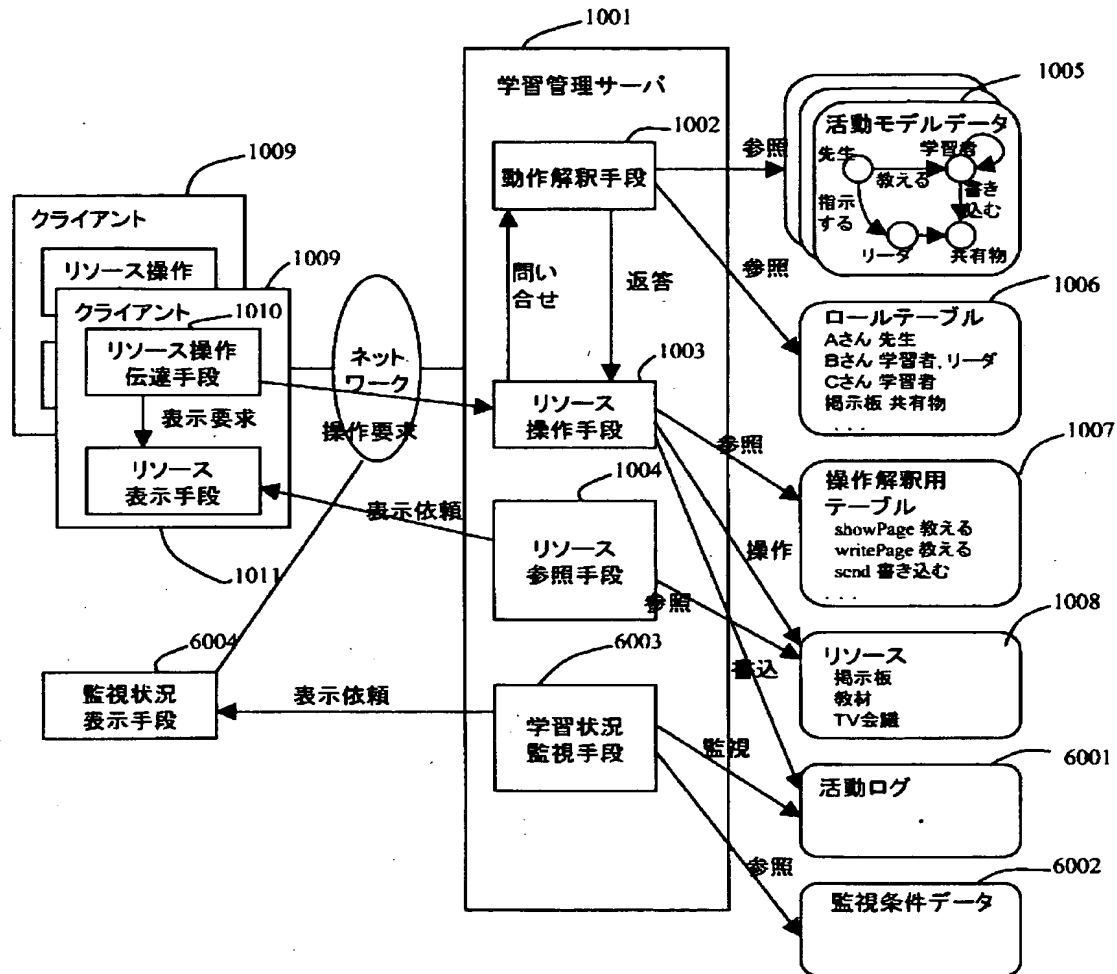 1001
学習管理サーバ
1002
動作解釈手段
問い
合せ
返答
1003
リソース
操作手段
1004
リソース
参照手段
6003
学習状況
監視手段
1009
クライアント
リソース操作
1009
クライアント
1010
リソース操作
伝達手段
表示要求
リソース
表示手段
1011
ネット
ワーク
操作要求
表示依頼
6004
監視状況
表示手段
表示依頼
参照
参照
参照
操作
参照
書込
監視
参照
1005
活動モデルデータ
先生
学習者
教える
書き
込む
指示
する
リーダ
共有物
1006
ロールテーブル
Aさん 先生
Bさん 学習者, リーダ
Cさん 学習者
掲示板 共有物
. . .
1007
操作解釈用
テーブル
showPage 教える
writePage 教える
send 書き込む
. . .
1008
リソース
掲示板
教材
TV会議
6001
活動ログ
6002
監視条件データ